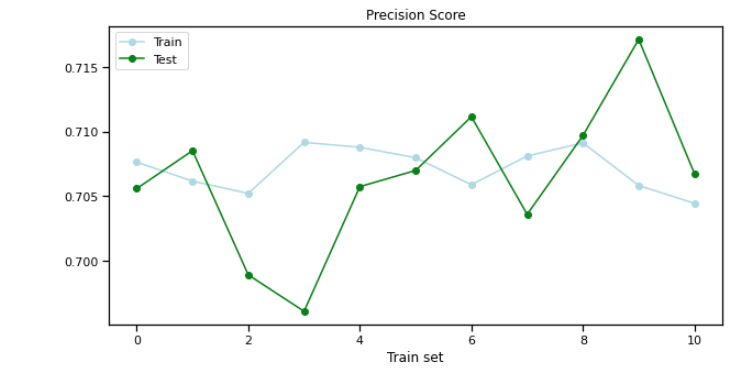 Precision Score
Train
Test
0.715
0.710
0.705
0.700
0 2 4 6 8 10
Train set